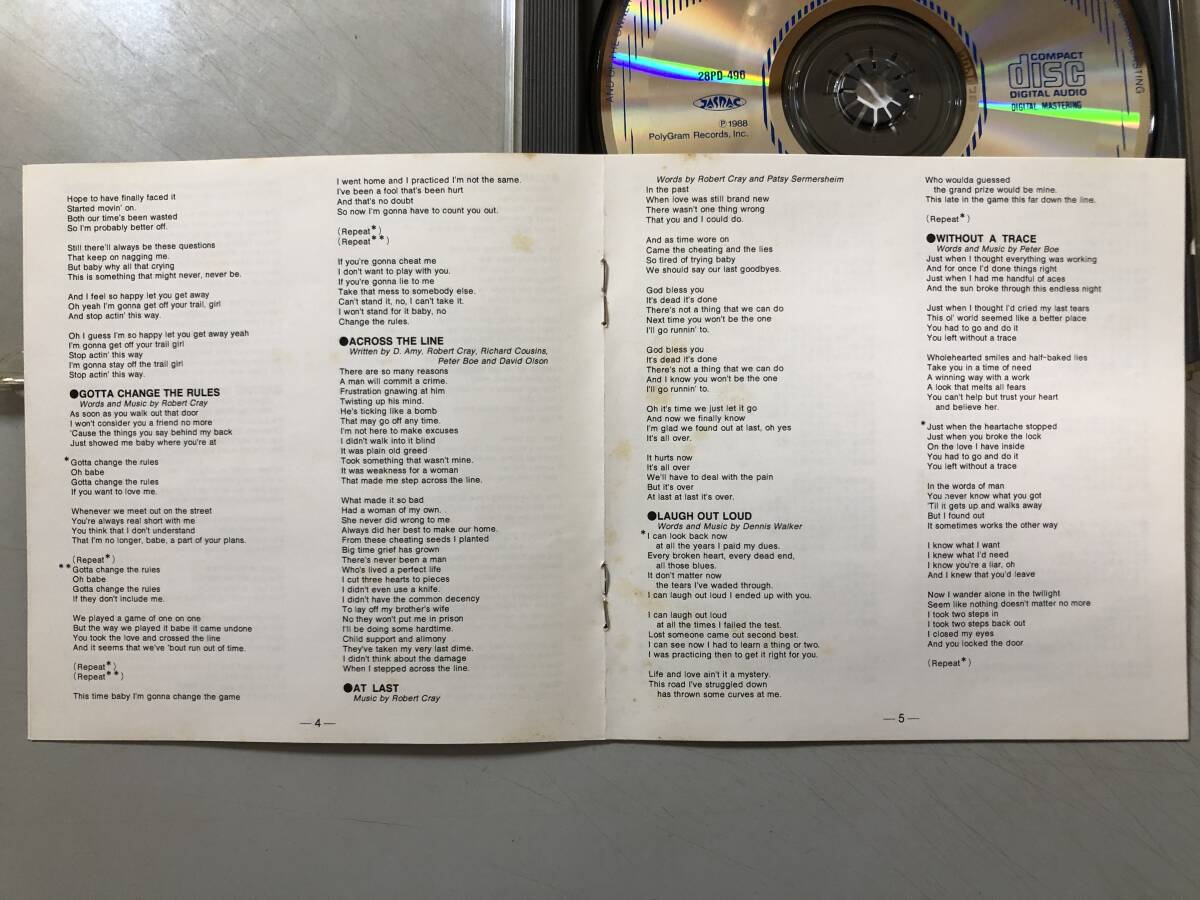 28PD-490
JASRAC
Ⓟ1988
PolyGram Records, Inc.
COMPACT
disc
DIGITAL AUDIO
DIGITAL MASTERING
Hope to have finally faced it
Started movin' on.
Both our time's been wasted
So I'm probably better off.
Still there'll always be these questions
That keep on nagging me.
But baby why all that crying
This is something that might never, never be.
And I feel so happy let you get away
Oh yeah I'm gonna get off your trail, girl
And stop actin' this way.
Oh I guess I'm so happy let you get away yeah
I'm gonna get off your trail girl
Stop actin' this way
I'm gonna stay off the trail girl
Stop actin' this way.
●GOTTA CHANGE THE RULES
Words and Music by Robert Cray
As soon as you walk out that door
I won't consider you a friend no more
'Cause the things you say behind my back
Just showed me baby where you're at
*Gotta change the rules
Oh babe
Gotta change the rules
If you want to love me.
Whenever we meet out on the street
You're always real short with me
You think that I don't understand
That I'm no longer, babe, a part of your plans.
(Repeat*)
**Gotta change the rules
Oh babe
Gotta change the rules
If they don't include me.
We played a game of one on one
But the way we played it babe it came undone
You took the love and crossed the line
And it seems that we've 'bout run out of time.
(Repeat*)
(Repeat**)
This time baby I'm gonna change the game
I went home and I practiced I'm not the same.
I've been a fool that's been hurt
And that's no doubt
So now I'm gonna have to count you out.
(Repeat*)
(Repeat**)
If you're gonna cheat me
I don't want to play with you.
If you're gonna lie to me
Take that mess to somebody else.
Can't stand it, no, I can't take it.
I won't stand for it baby, no
Change the rules.
●ACROSS THE LINE
Written by D. Amy, Robert Cray, Richard Cousins,
Peter Boe and David Olson
There are so many reasons
A man will commit a crime.
Frustration gnawing at him
Twisting up his mind.
He's ticking like a bomb
That may go off any time.
I'm not here to make excuses
I didn't walk into it blind
It was plain old greed
Took something that wasn't mine.
It was weakness for a woman
That made me step across the line.
What made it so bad
Had a woman of my own.
She never did wrong to me
Always did her best to make our home.
From these cheating seeds I planted
Big time grief has grown
There's never been a man
Who's lived a perfect life
I cut three hearts to pieces
I didn't even use a knife.
I didn't have the common decency
To lay off my brother's wife
No they won't put me in prison
I'll be doing some hardtime.
Child support and alimony
They've taken my very last dime.
I didn't think about the damage
When I stepped across the line.
●AT LAST
Music by Robert Cray
—4—
Words by Robert Cray and Patsy Sermersheim
In the past
When love was still brand new
There wasn't one thing wrong
That you and I could do.
And as time wore on
Came the cheating and the lies
So tired of trying baby
We should say our last goodbyes.
God bless you
It's dead it's done
There's not a thing that we can do
Next time you won't be the one
I'll go runnin' to.
God bless you
It's dead it's done
There's not a thing that we can do
And I know you won't be the one
I'll go runnin' to.
Oh it's time we just let it go
And now we finally know
I'm glad we found out at last, oh yes
It's all over.
It hurts now
It's all over
We'll have to deal with the pain
But it's over
At last at last it's over.
●LAUGH OUT LOUD
Words and Music by Dennis Walker
*I can look back now
at all the years I paid my dues.
Every broken heart, every dead end,
all those blues.
It don't matter now
the tears I've waded through.
I can laugh out loud I ended up with you.
I can laugh out loud
at all the times I failed the test.
Lost someone came out second best.
I can see now I had to learn a thing or two.
I was practicing then to get it right for you.
Life and love ain't it a mystery.
This road I've struggled down
has thrown some curves at me.
Who woulda guessed
the grand prize would be mine.
This late in the game this far down the line.
(Repeat*)
●WITHOUT A TRACE
Words and Music by Peter Boe
Just when I thought everything was working
And for once I'd done things right
Just when I had me handful of aces
And the sun broke through this endless night
Just when I thought I'd cried my last tears
This ol' world seemed like a better place
You had to go and do it
You left without a trace
Wholehearted smiles and half-baked lies
Take you in a time of need
A winning way with a work
A look that melts all fears
You can't help but trust your heart
and believe her.
*Just when the heartache stopped
Just when you broke the lock
On the love I have inside
You had to go and do it
You left without a trace
In the words of man
You never know what you got
'Til it gets up and walks away
But I found out
It sometimes works the other way
I know what I want
I knew what I'd need
I know you're a liar, oh
And I knew that you'd leave
Now I wander alone in the twilight
Seem like nothing doesn't matter no more
I took two steps in
I took two steps back out
I closed my eyes
And you locked the door
(Repeat*)
—5—